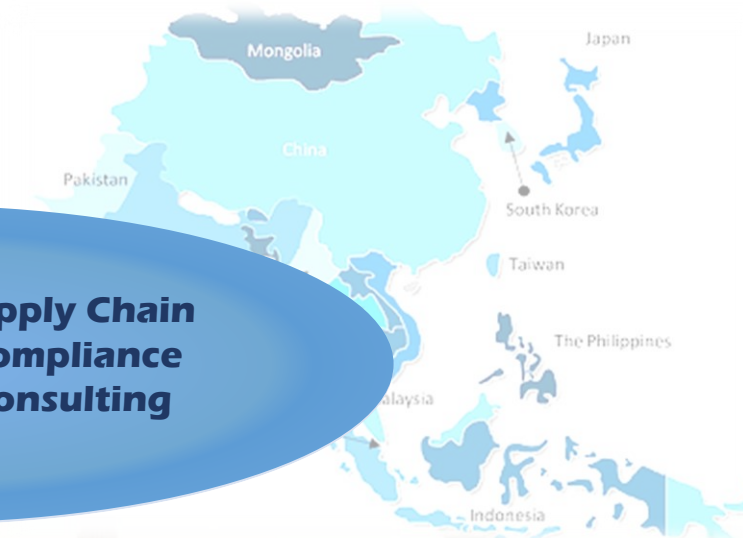 Japan
Mongolia
China
Pakistan
South Korea
Taiwan
pply Chain
ompliance
onsulting
The Philippines
alaysia
Indonesia